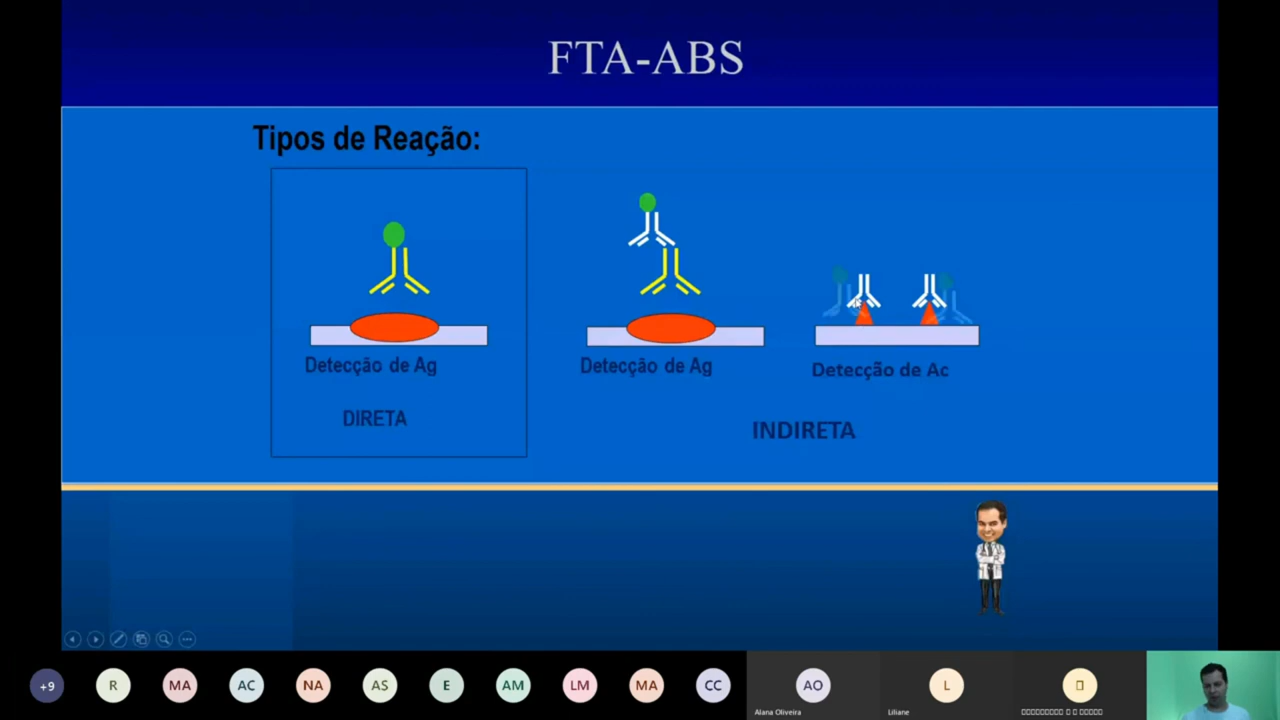 FTA-ABS
Tipos de Reação:
Detecção de Ag
Detecção de Ag
Detecção de Ac
DIRETA
INDIRETA
+9
R
MA
AC
NA
AS
E
AM
LM
MA
CC
AO
L
Alana Oliveira
Liliane